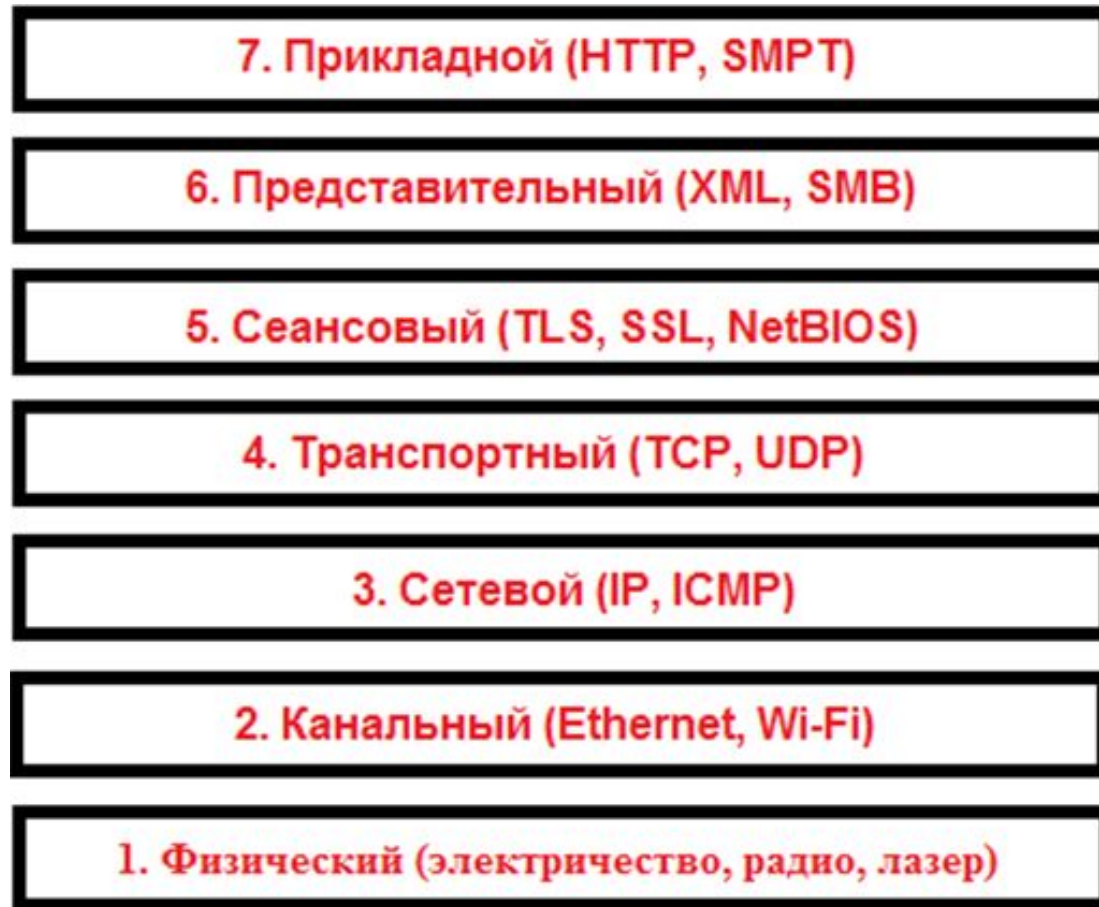 7. Прикладной (HTTP, SMPT)
6. Представительный (XML, SMB)
5. Сеансовый (TLS, SSL, NetBIOS)
4. Транспортный (TCP, UDP)
3. Сетевой (IP, ICMP)
2. Канальный (Ethernet, Wi-Fi)
1. Физический (электричество, радио, лазер)